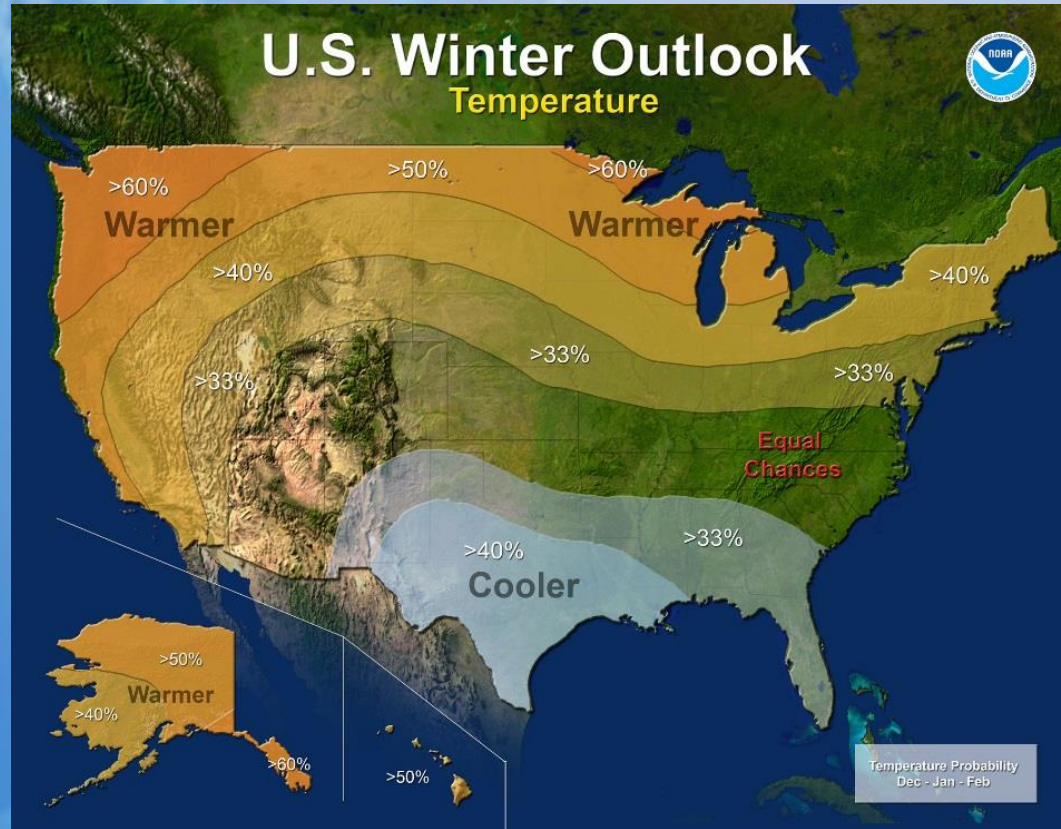 U.S. Winter Outlook
Temperature
NOAA
>60%
>50%
>60%
Warmer
Warmer
>40%
>40%
>33%
>33%
>33%
Equal
Chances
>40%
>33%
Cooler
>50%
Warmer
>40%
>60%
>50%
Temperature Probability
Dec - Jan - Feb